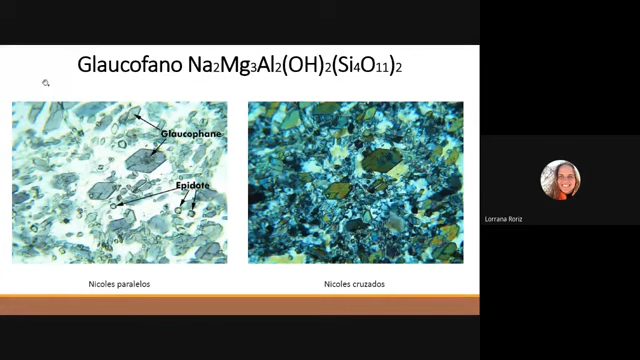 Glaucofano Na2Mg3Al2(OH)2(Si4O11)2
Glaucophane
Epidote
Nicoles paralelos
Nicoles cruzados
Lorrana Roriz